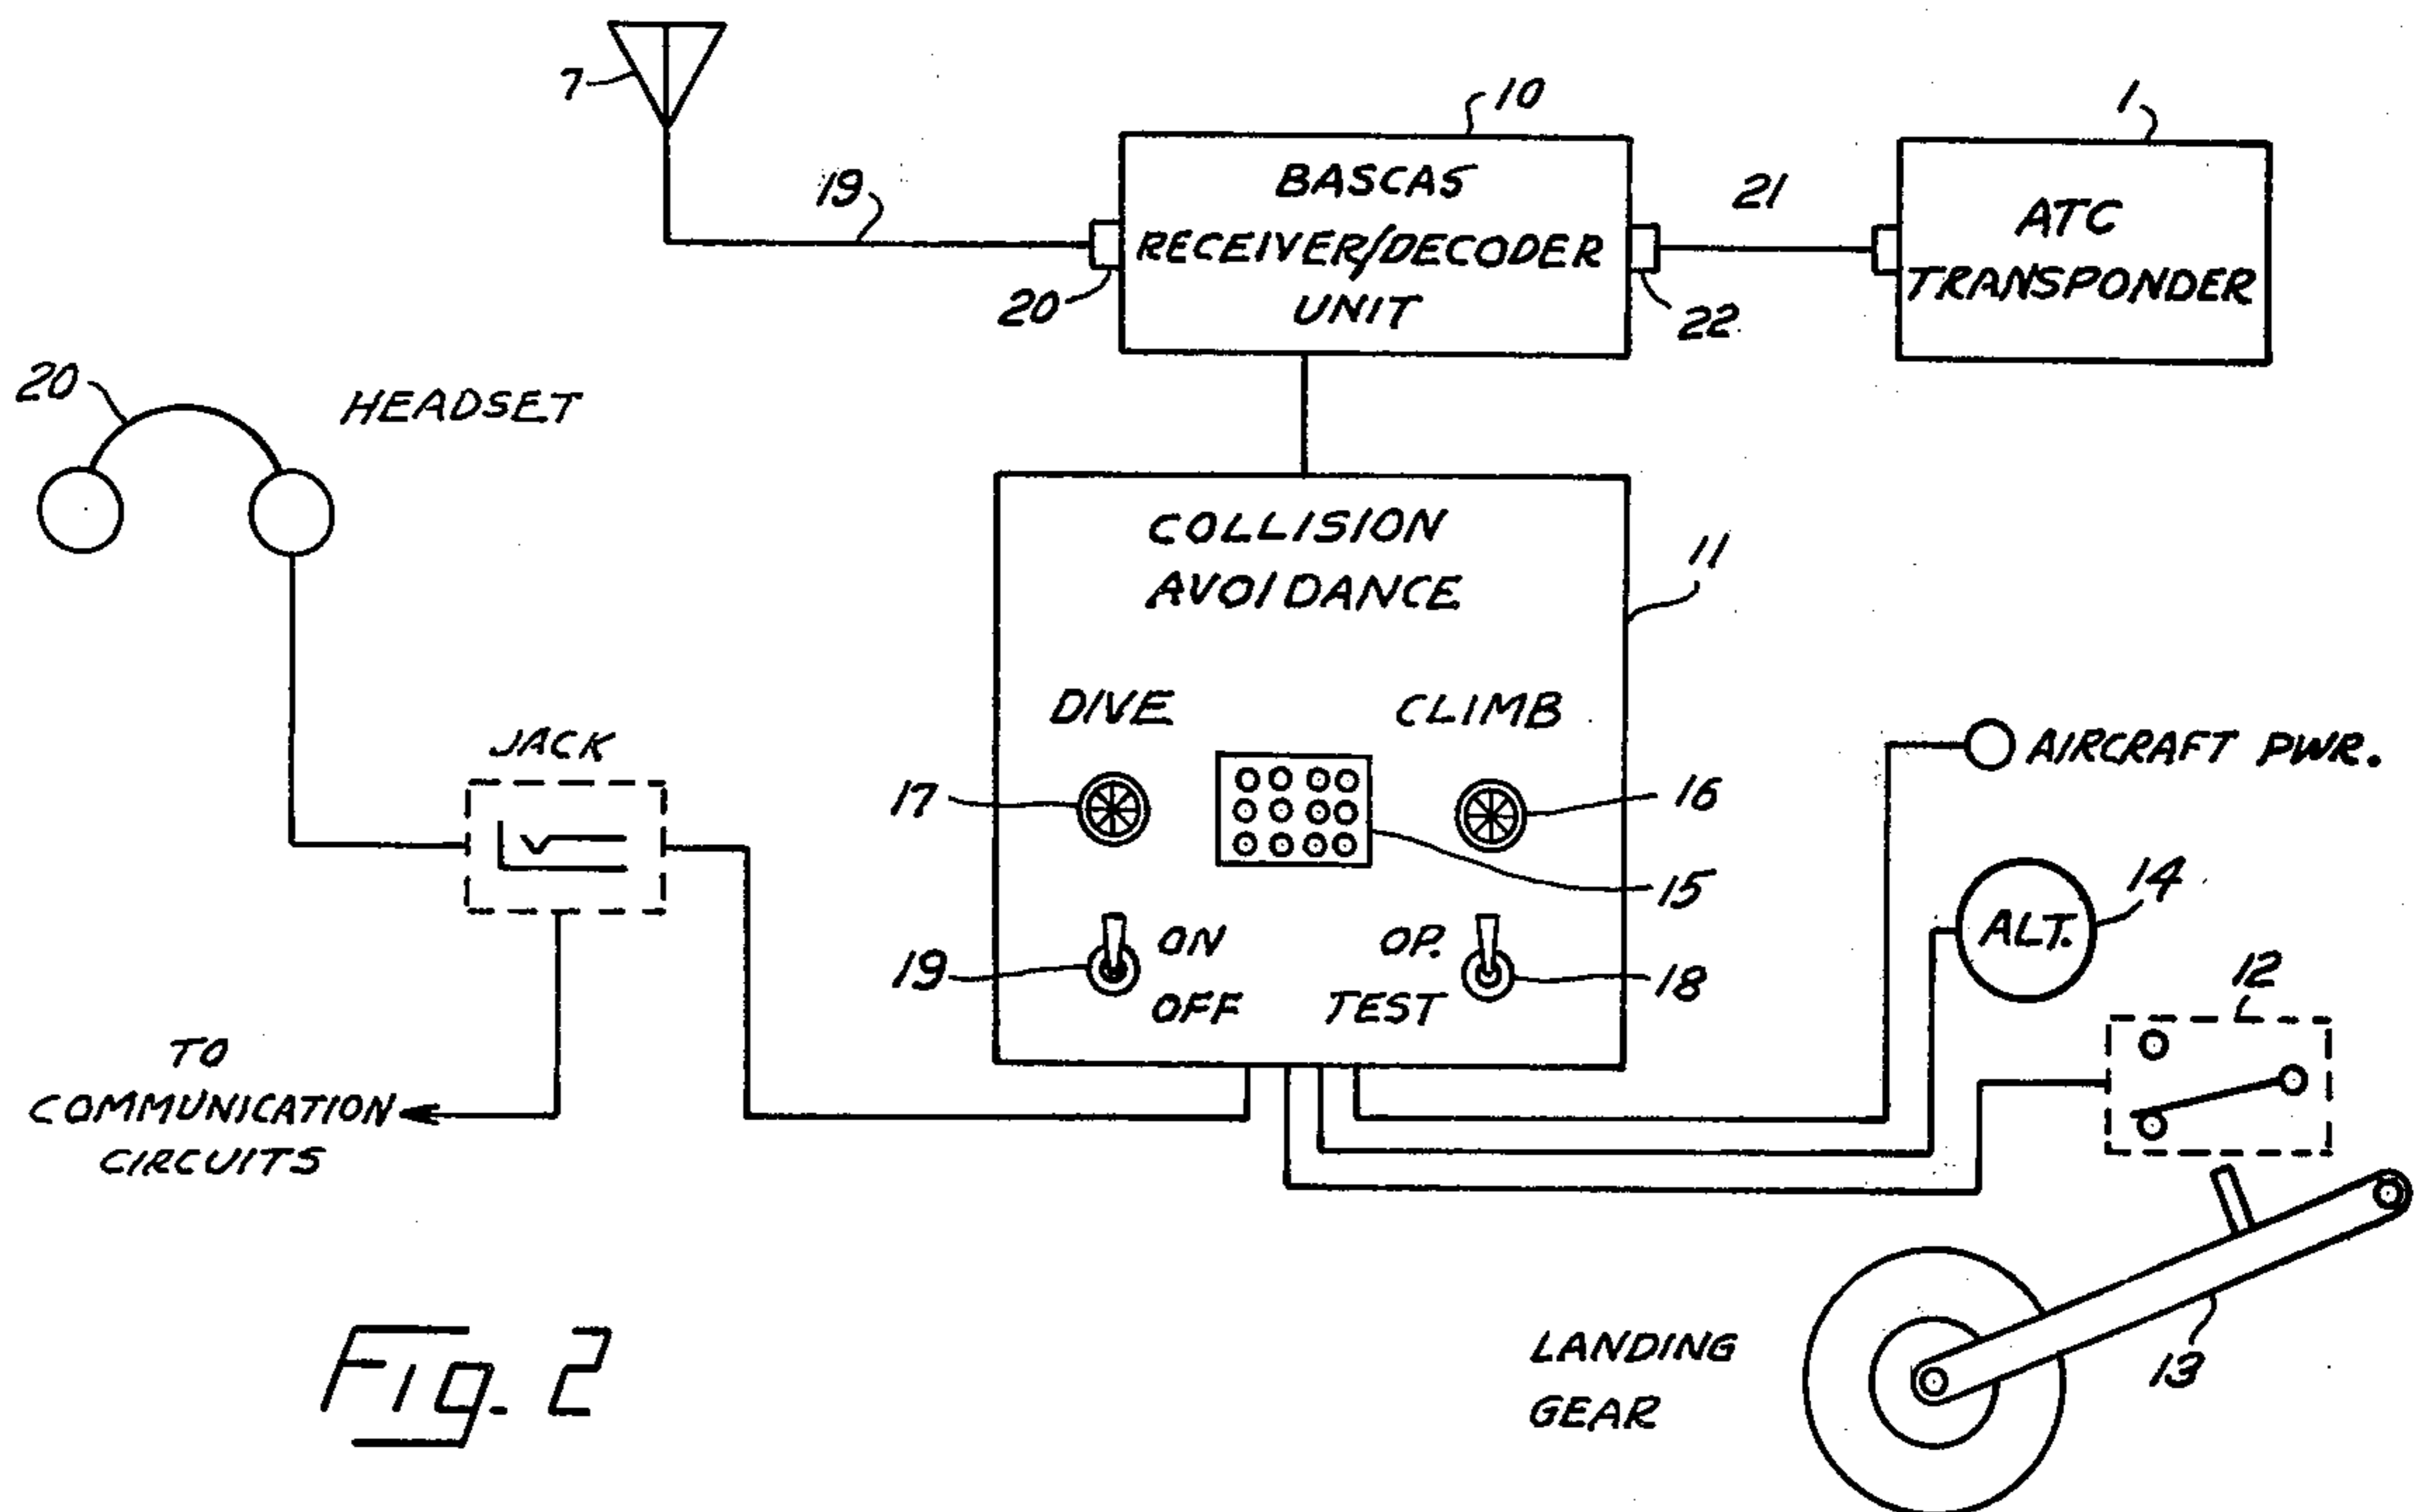 7
10
1
19
BASCAS
RECEIVER/DECODER
UNIT
20
22
21
ATC
TRANSPONDER
20
HEADSET
COLLISION
AVOIDANCE
11
DIVE
CLIMB
JACK
17
16
15
AIRCRAFT PWR.
ALT.
14
19
ON
OFF
OP.
TEST
18
12
TO
COMMUNICATION
CIRCUITS
LANDING
GEAR
13
Fig. 2